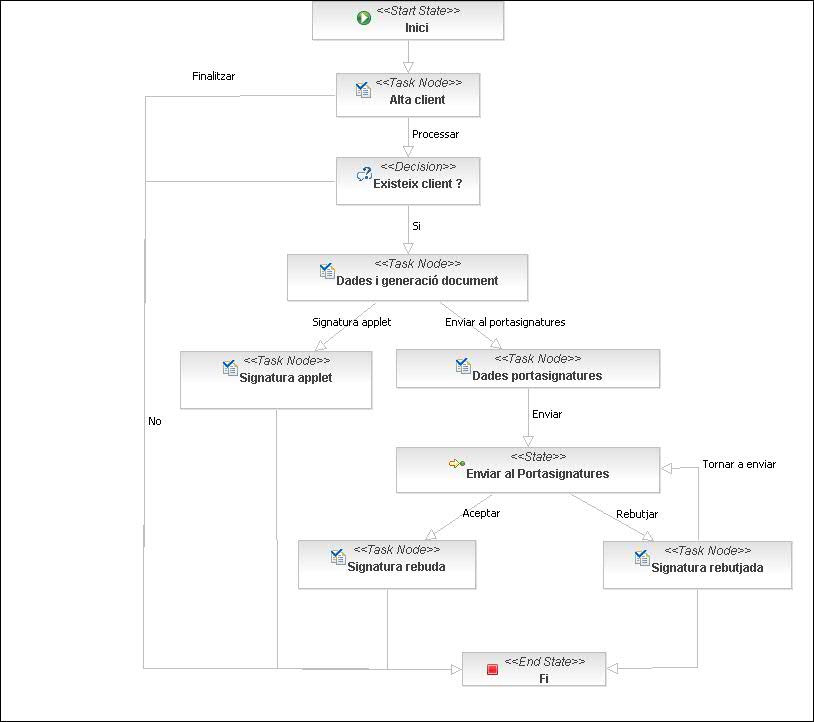 <<Start State>>
Inici
Finalitzar
<<Task Node>>
Alta client
Processar
<<Decision>>
Existeix client ?
Si
<<Task Node>>
Dades i generació document
Signatura applet
Enviar al portasignatures
<<Task Node>>
Signatura applet
<<Task Node>>
Dades portasignatures
No
Enviar
<<State>>
Enviar al Portasignatures
Tornar a enviar
Aceptar
Rebutjar
<<Task Node>>
Signatura rebuda
<<Task Node>>
Signatura rebutjada
<<End State>>
Fi